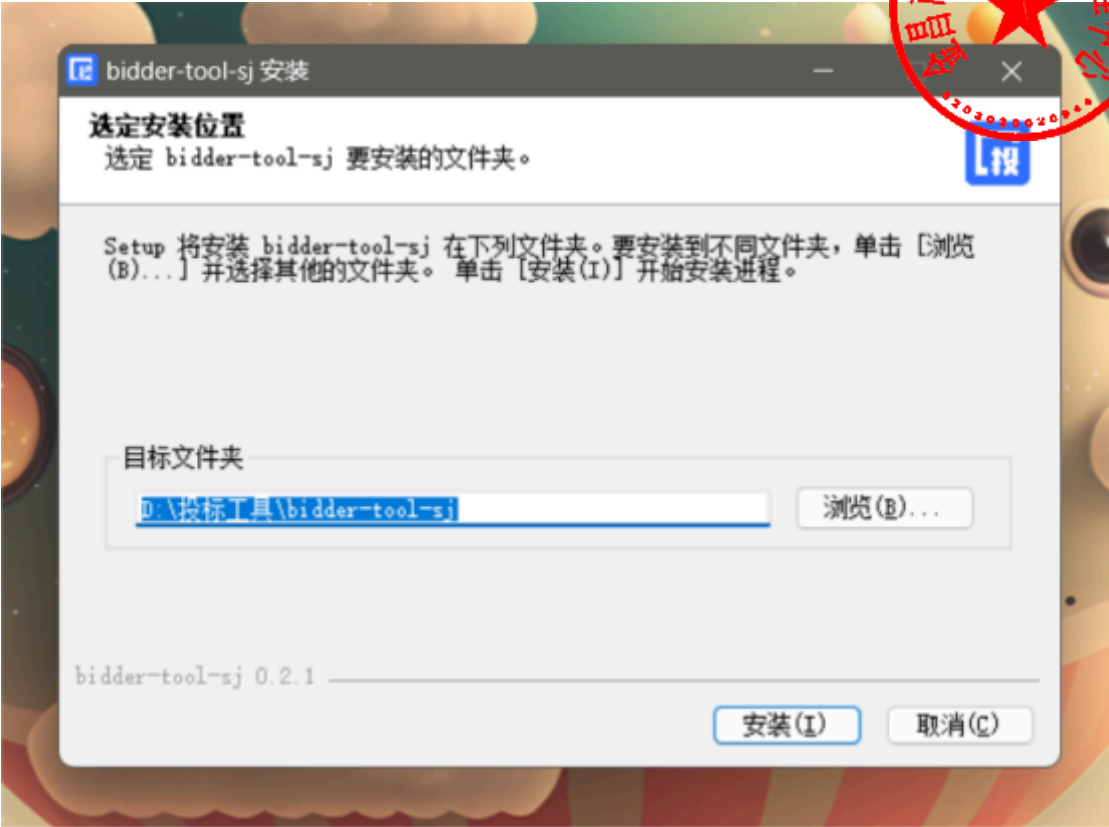 bidder-tool-sj 安装
选定安装位置
选定 bidder-tool-sj 要安装的文件夹。
投
Setup 将安装 bidder-tool-sj 在下列文件夹。要安装到不同文件夹，单击 [浏览
(B)...] 并选择其他的文件夹。 单击 [安装(I)] 开始安装进程。
目标文件夹
D:\投标工具\bidder-tool-sj
浏览(B)...
bidder-tool-sj 0.2.1
安装(I)
取消(C)